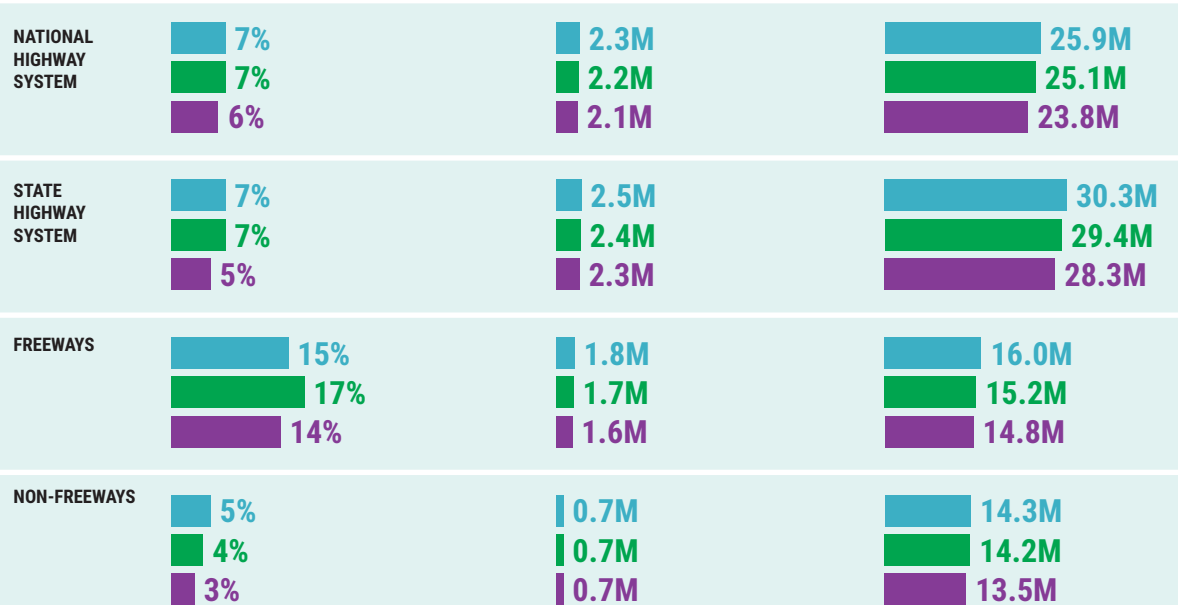 NATIONAL
HIGHWAY
SYSTEM
7% 2.3M 25.9M
7% 2.2M 25.1M
6% 2.1M 23.8M
STATE
HIGHWAY
SYSTEM
7% 2.5M 30.3M
7% 2.4M 29.4M
5% 2.3M 28.3M
FREEWAYS
15% 1.8M 16.0M
17% 1.7M 15.2M
14% 1.6M 14.8M
NON-FREEWAYS
5% 0.7M 14.3M
4% 0.7M 14.2M
3% 0.7M 13.5M